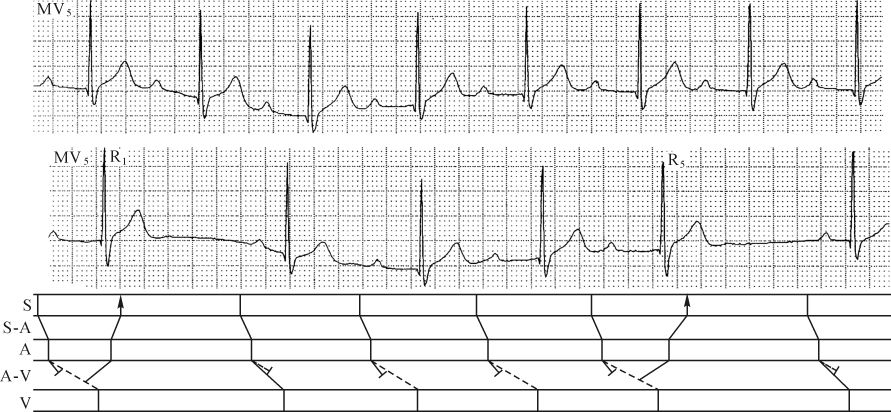 MV₅
MV₅ R₁ R₅
S
S-A
A
A-V
V